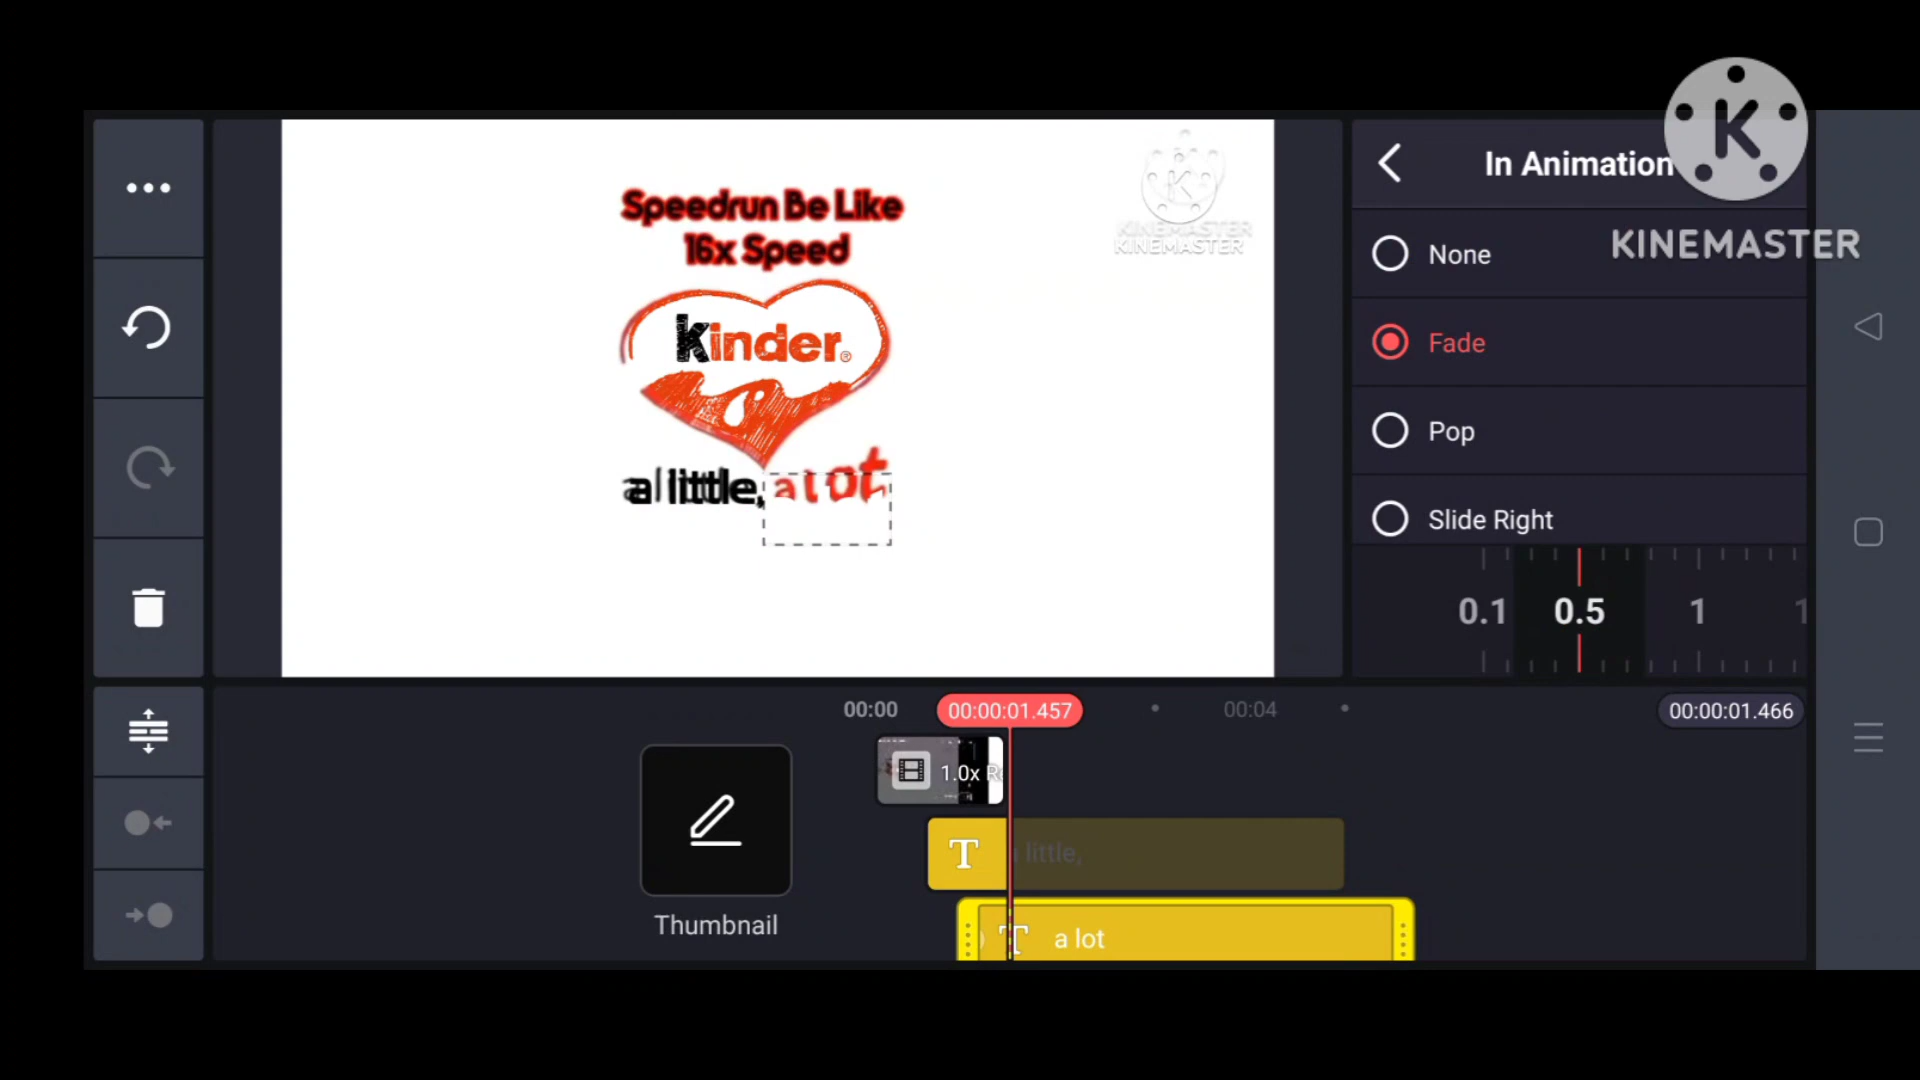 Speedrun Be Like
16x Speed
kinder®
a little, a lot
KINEMASTER
KINEMASTER
K
In Animation
KINEMASTER
None
Fade
Pop
Slide Right
0.1 0.5 1
00:00
00:00:01.457
00:04
00:00:01.466
1.0x
T little,
T a lot
Thumbnail